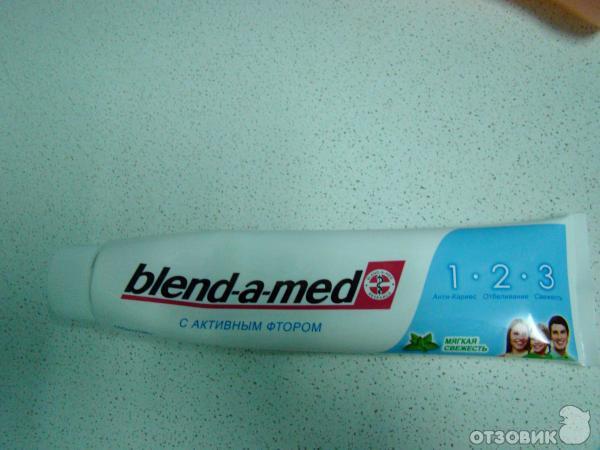 blend-a-med
С АКТИВНЫМ ФТОРОМ
1·2·3
Анти-Кариес Отбеливание Свежесть
МЯГКАЯ
СВЕЖЕСТЬ
ОТЗОВИК